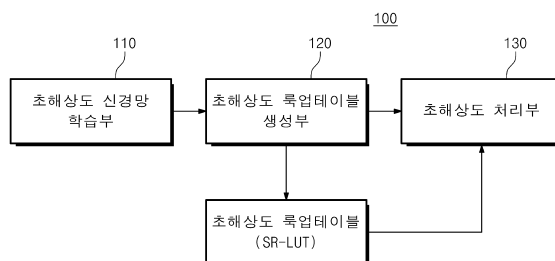 100
110
120
130
초해상도 신경망
학습부
초해상도 룩업테이블
생성부
초해상도 처리부
초해상도 룩업테이블
(SR-LUT)